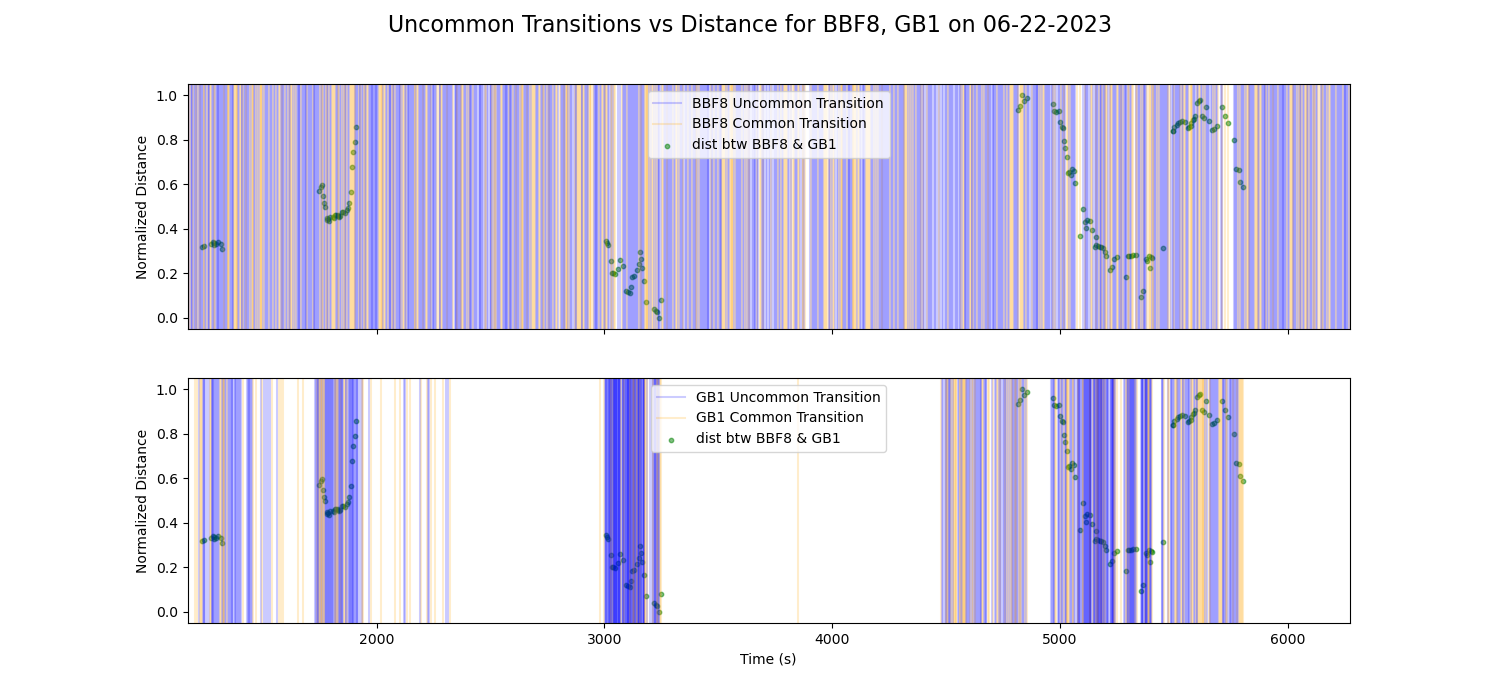 Uncommon Transitions vs Distance for BBF8, GB1 on 06-22-2023
1.0
0.8
0.6
0.4
0.2
0.0
Normalized Distance
BBF8 Uncommon Transition
BBF8 Common Transition
dist btw BBF8 & GB1
1.0
0.8
0.6
0.4
0.2
0.0
Normalized Distance
GB1 Uncommon Transition
GB1 Common Transition
dist btw BBF8 & GB1
2000 3000 4000 5000 6000
Time (s)